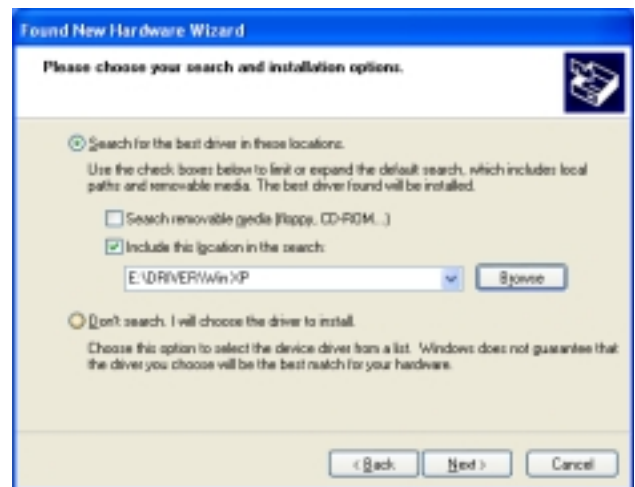 Found New Hardware Wizard
Please choose your search and installation options.
Search for the best driver in these locations.
Use the check boxes below to limit or expand the default search, which includes local
paths and removable media. The best driver found will be installed.
Search removable media (floppy, CD-ROM...)
Include this location in the search:
E:\DRIVER\Win XP
Browse
Don't search. I will choose the driver to install.
Choose this option to select the device driver from a list. Windows does not guarantee that
the driver you choose will be the best match for your hardware.
< Back
Next >
Cancel